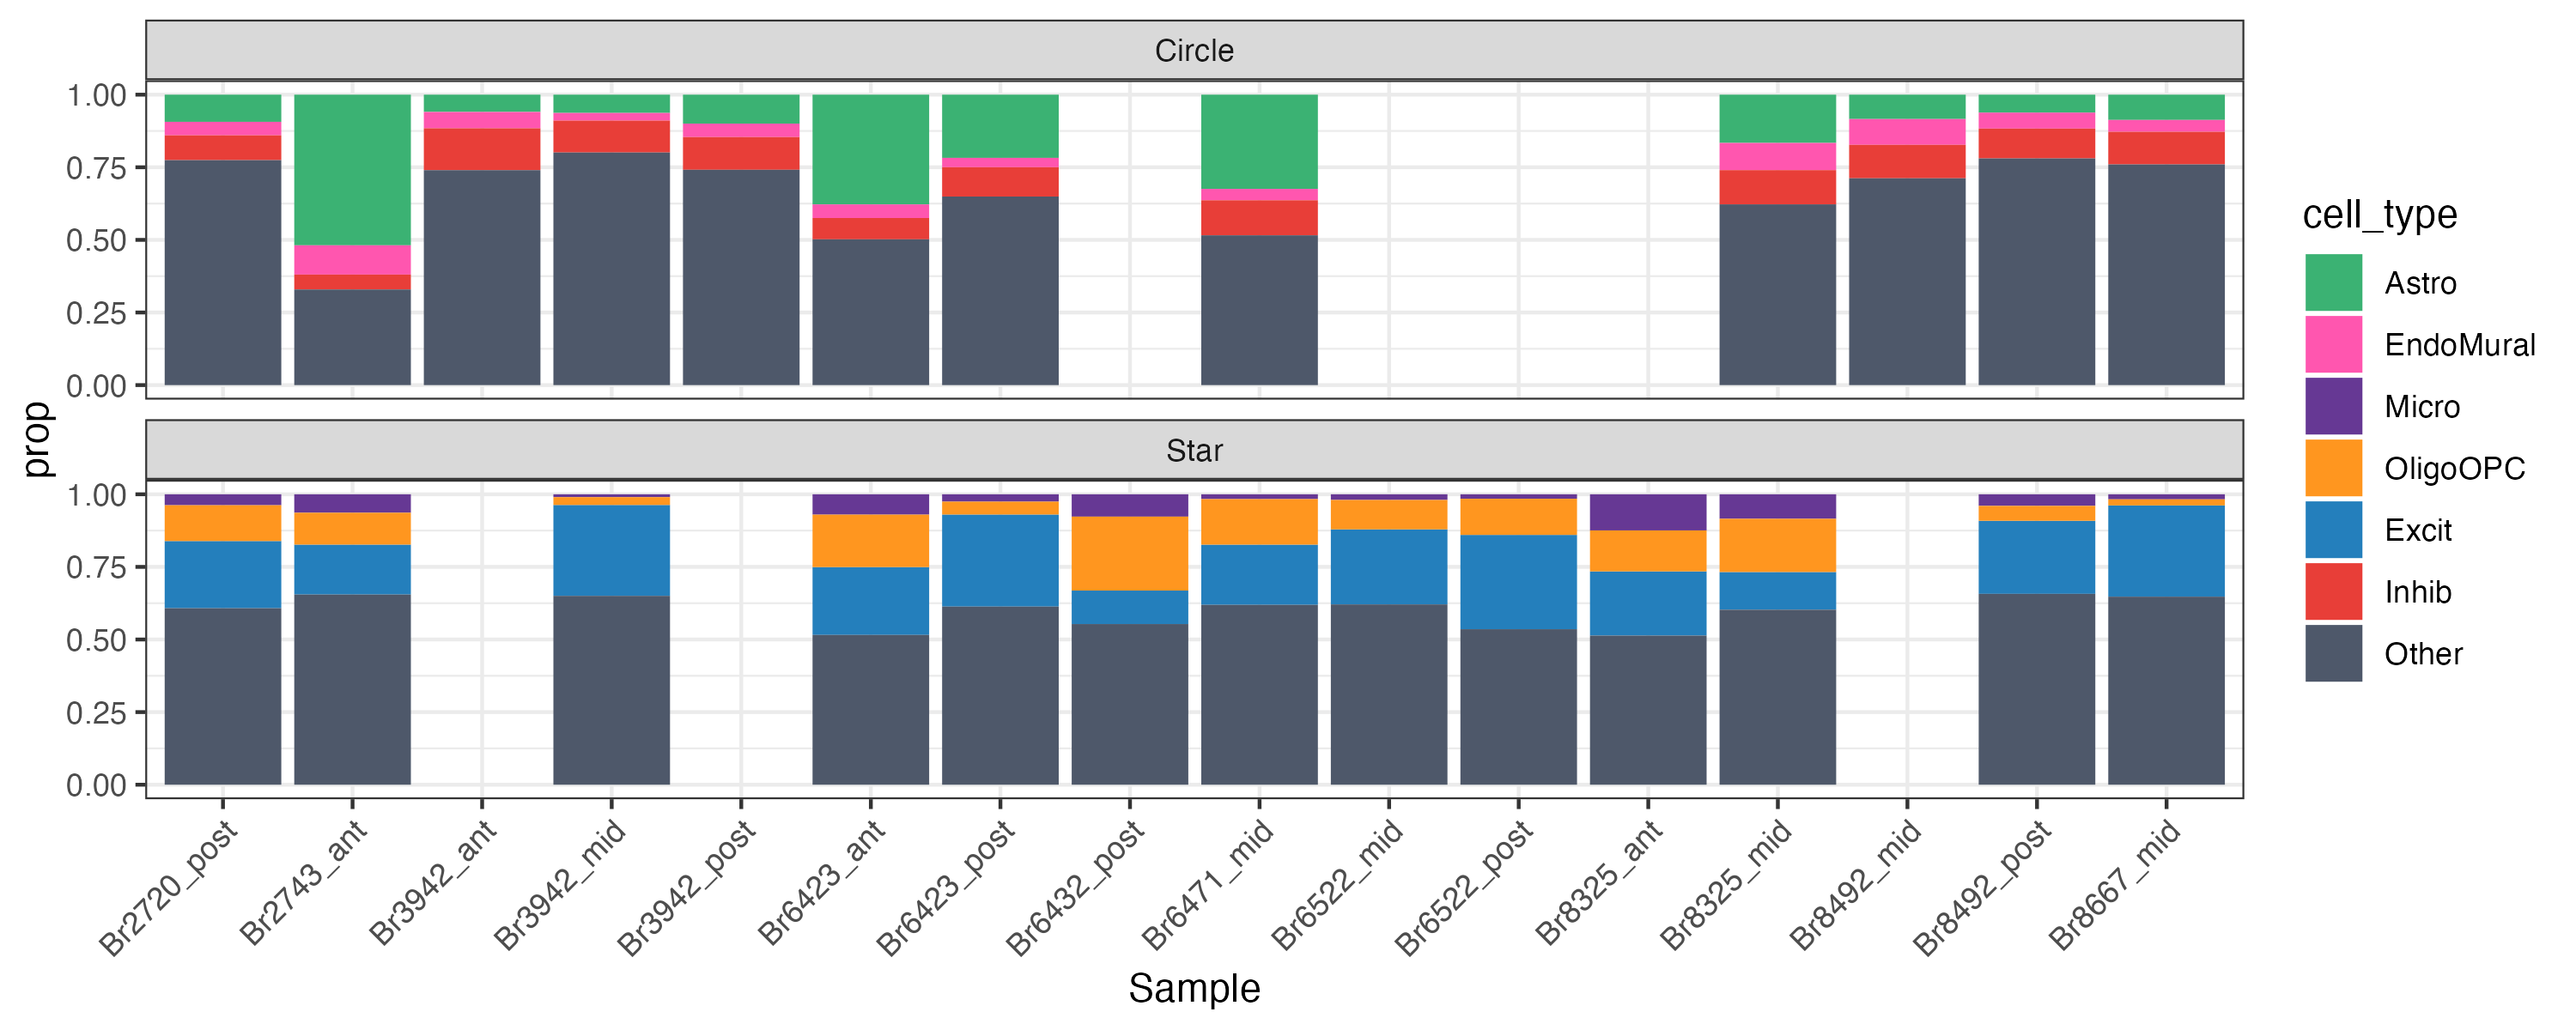 Circle
1.00
0.75
0.50
0.25
0.00
prop
Star
1.00
0.75
0.50
0.25
0.00
Br2720_post
Br2743_ant
Br3942_ant
Br3942_mid
Br3942_post
Br6423_ant
Br6423_post
Br6432_post
Br6471_mid
Br6522_mid
Br6522_post
Br8325_ant
Br8325_mid
Br8492_mid
Br8492_post
Br8667_mid
Sample
cell_type
Astro
EndoMural
Micro
OligoOPC
Excit
Inhib
Other